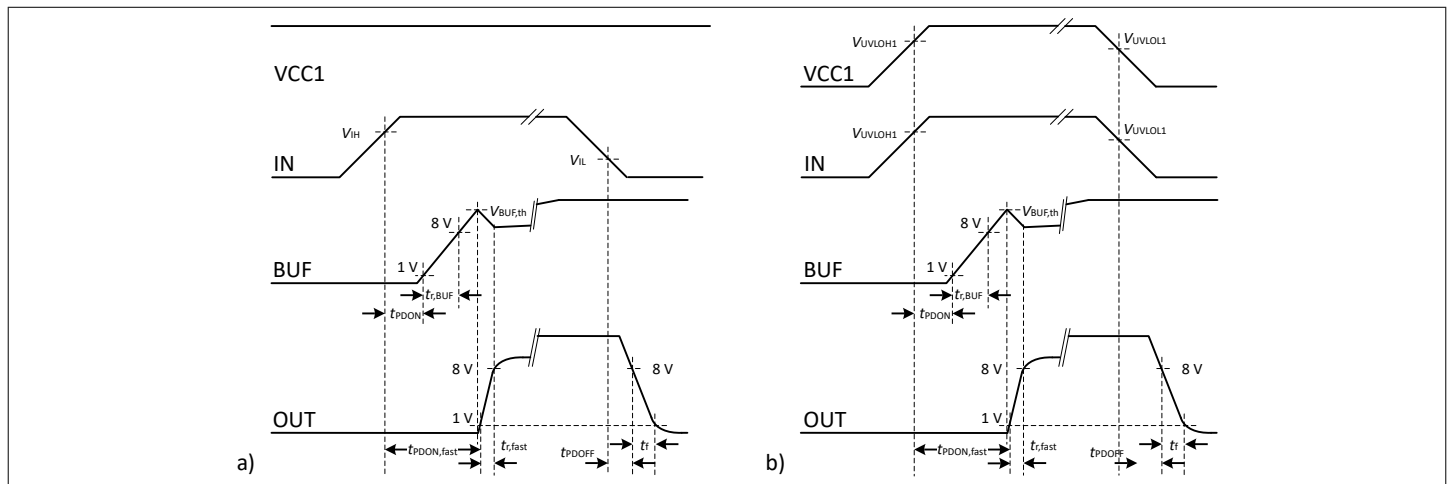 VCC1
VIH
VIL
IN
VBUF,th
8 V
1 V
BUF
tr,BUF
tPDON
8 V
8 V
1 V
OUT
tPDON,fast
tr,fast
tPDOFF
tf
a)
VUVLOH1
VUVLOL1
VCC1
VUVLOH1
VUVLOL1
IN
VBUF,th
8 V
1 V
BUF
tr,BUF
tPDON
8 V
8 V
1 V
OUT
tPDON,fast
tr,fast
tPDOFF
tf
b)